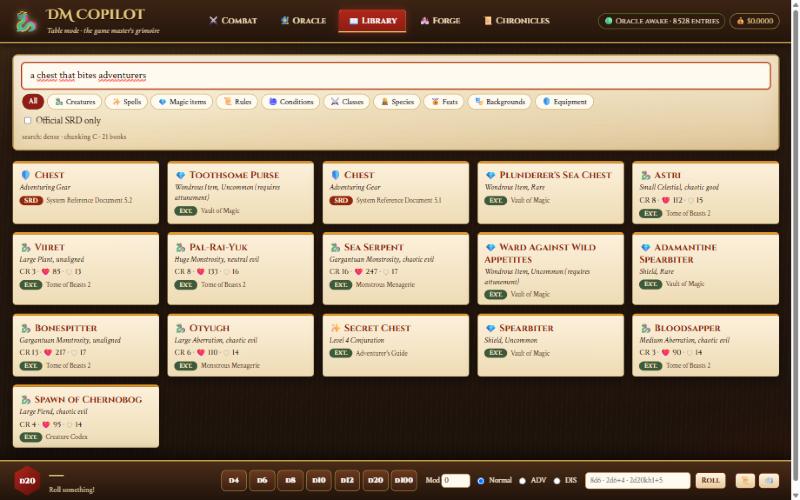 DM Copilot
Table mode · the game master's grimoire
Combat
Oracle
Library
Forge
Chronicles
Oracle awake · 8528 entries
$0.0000
a chest that bites adventurers
All
Creatures
Spells
Magic items
Rules
Conditions
Classes
Species
Feats
Backgrounds
Equipment
Official SRD only
search: dense · chunking C · 21 books
Chest
Adventuring Gear
SRD System Reference Document 5.2
Toothsome Purse
Wondrous Item, Uncommon (requires
attunement)
Ext. Vault of Magic
Chest
Adventuring Gear
SRD System Reference Document 5.1
Plunderer's Sea Chest
Wondrous Item, Rare
Ext. Vault of Magic
Astri
Small Celestial, chaotic good
CR 8 · 112 · 15
Ext. Tome of Beasts 2
Viiret
Large Plant, unaligned
CR 3 · 85 · 13
Ext. Tome of Beasts 2
Pal-Rai-Yuk
Huge Monstrosity, neutral evil
CR 8 · 133 · 16
Ext. Tome of Beasts 2
Sea Serpent
Gargantuan Monstrosity, chaotic evil
CR 16 · 247 · 17
Ext. Monstrous Menagerie
Ward Against Wild
Appetites
Wondrous Item, Uncommon (requires
attunement)
Ext. Vault of Magic
Adamantine
Spearbiter
Shield, Rare
Ext. Vault of Magic
Bonespitter
Gargantuan Monstrosity, unaligned
CR 13 · 217 · 17
Ext. Tome of Beasts 2
Otyugh
Large Aberration, chaotic evil
CR 6 · 110 · 14
Ext. Monstrous Menagerie
Secret Chest
Level 4 Conjuration
Ext. Adventurer's Guide
Spearbiter
Shield, Uncommon
Ext. Vault of Magic
Bloodsapper
Medium Aberration, chaotic evil
CR 3 · 90 · 14
Ext. Tome of Beasts 2
Spawn of Chernobog
Large Fiend, chaotic evil
CR 4 · 95 · 14
Ext. Creature Codex
D20
—
Roll something!
D4
D6
D8
D10
D12
D20
D100
Mod 0
Normal
ADV
DIS
8d6 · 2d6+4 · 2d20kh1+5
Roll